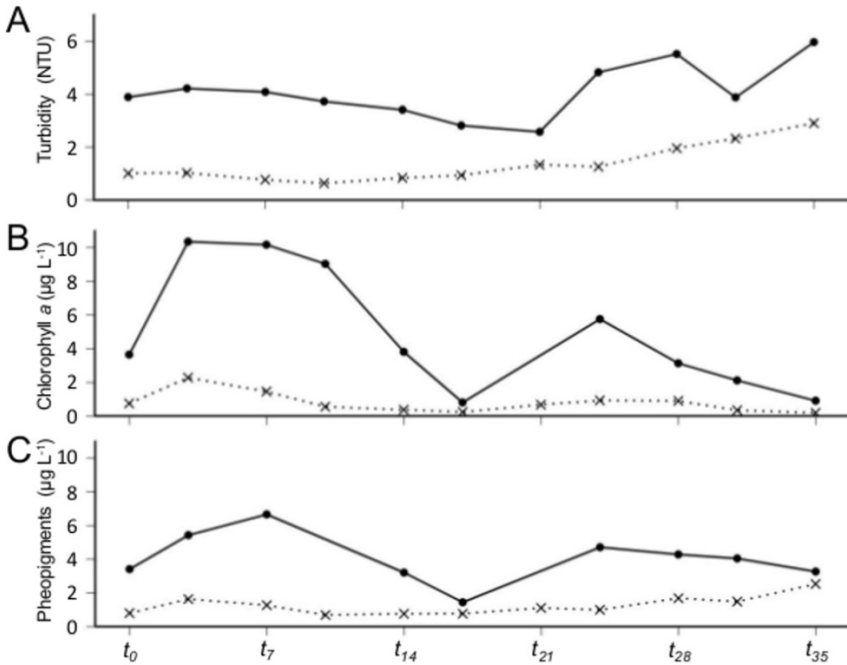 A
Turbidity (NTU)
6
4
2
0
B
Chlorophyll a (µg L⁻¹)
10
8
6
4
2
0
C
Pheopigments (µg L⁻¹)
10
8
6
4
2
0
t₀ t₇ t₁₄ t₂₁ t₂₈ t₃₅